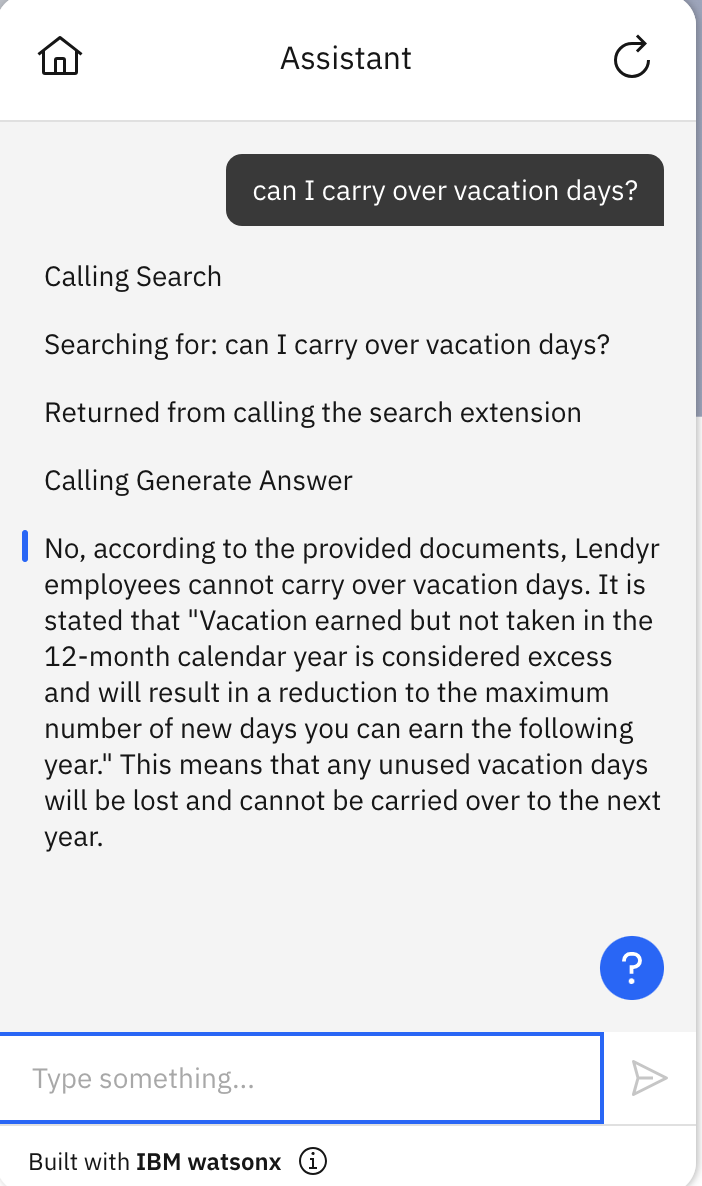 Assistant
can I carry over vacation days?
Calling Search
Searching for: can I carry over vacation days?
Returned from calling the search extension
Calling Generate Answer
No, according to the provided documents, Lendyr
employees cannot carry over vacation days. It is
stated that "Vacation earned but not taken in the
12-month calendar year is considered excess
and will result in a reduction to the maximum
number of new days you can earn the following
year." This means that any unused vacation days
will be lost and cannot be carried over to the next
year.
?
Type something...
Built with IBM watsonx